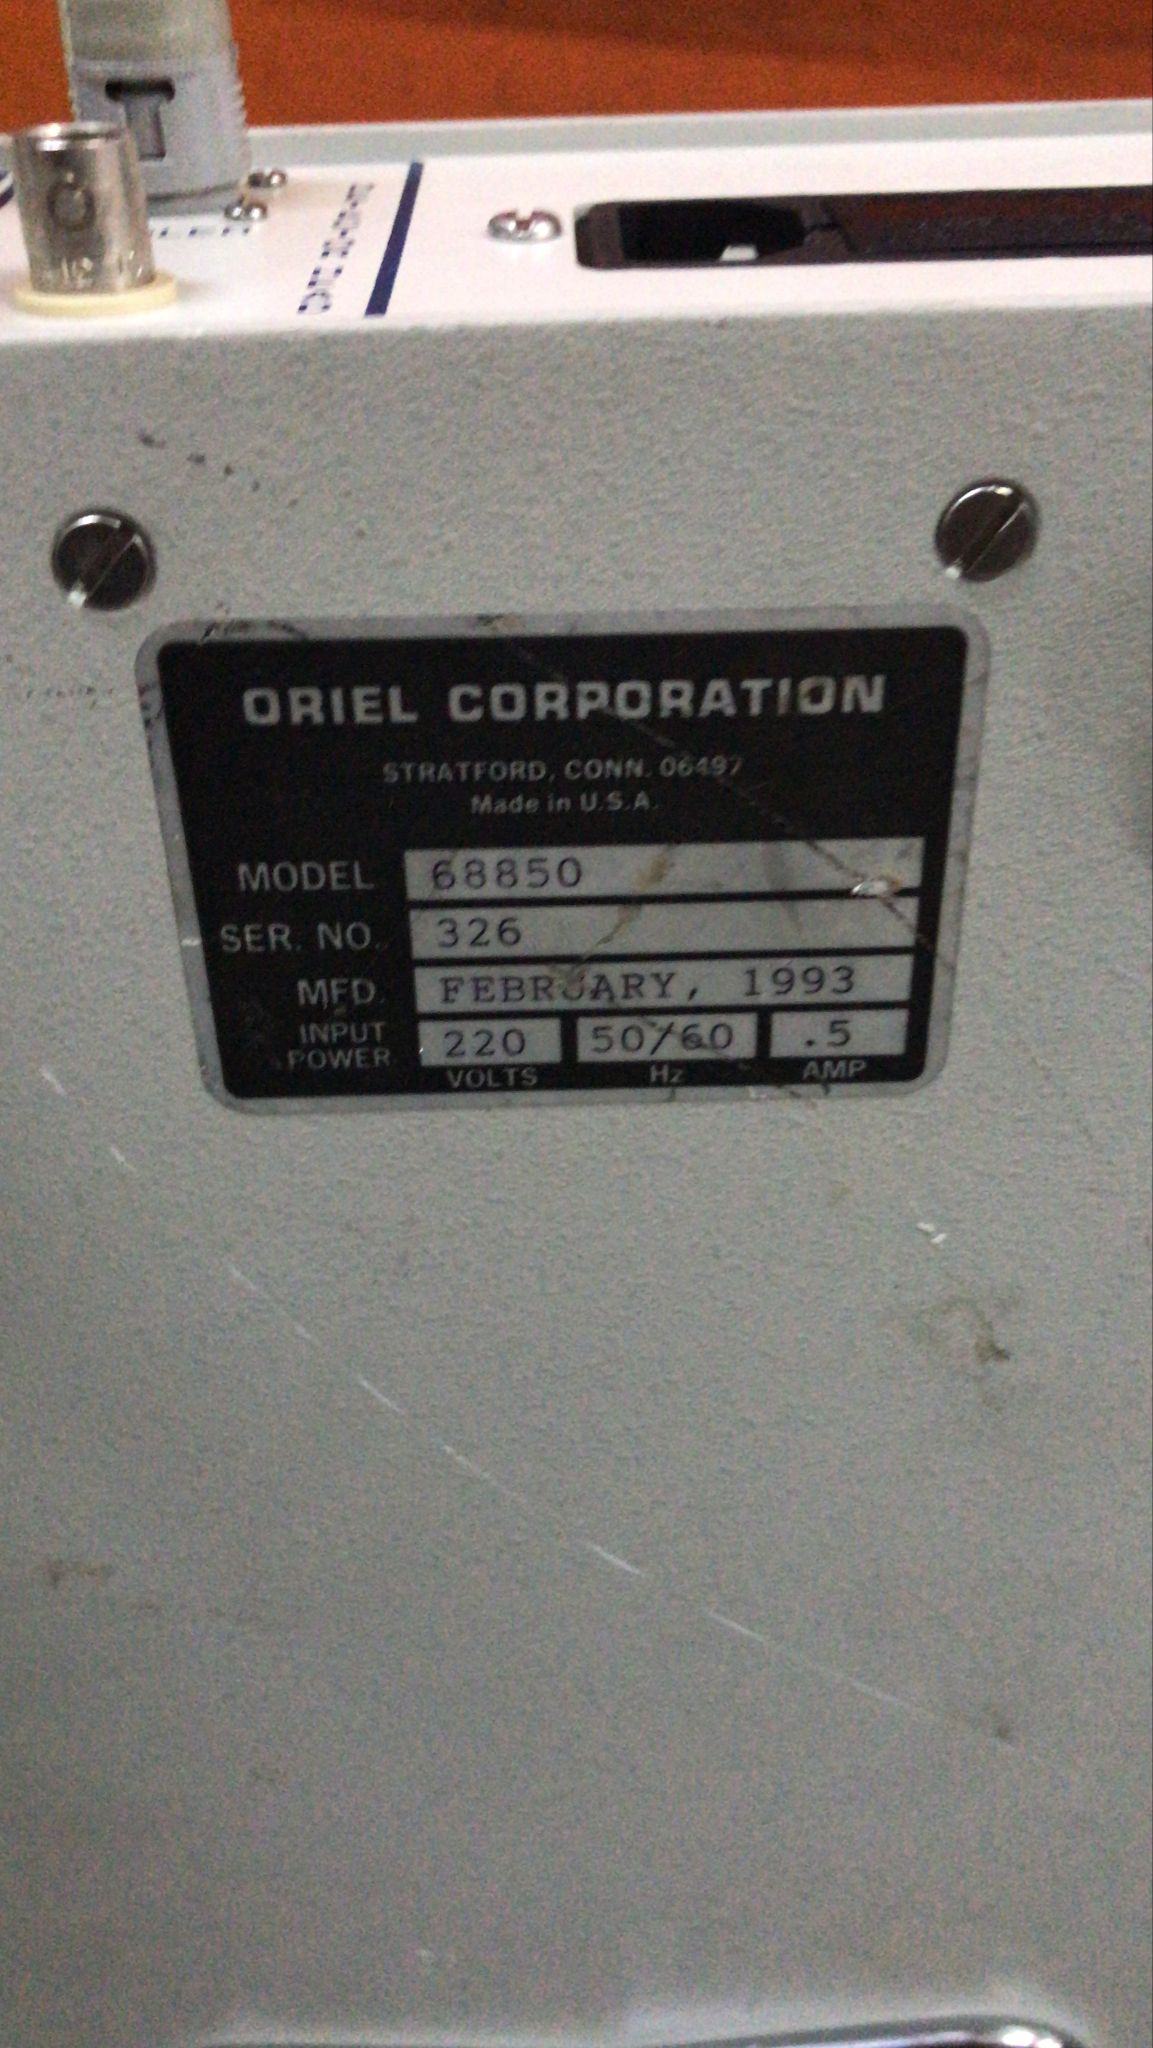 ORIEL CORPORATION
STRATFORD, CONN. 06497
Made in U.S.A.
MODEL 68850
SER. NO. 326
MFD. FEBRUARY, 1993
INPUT POWER 220 VOLTS 50/60 Hz .5 AMP